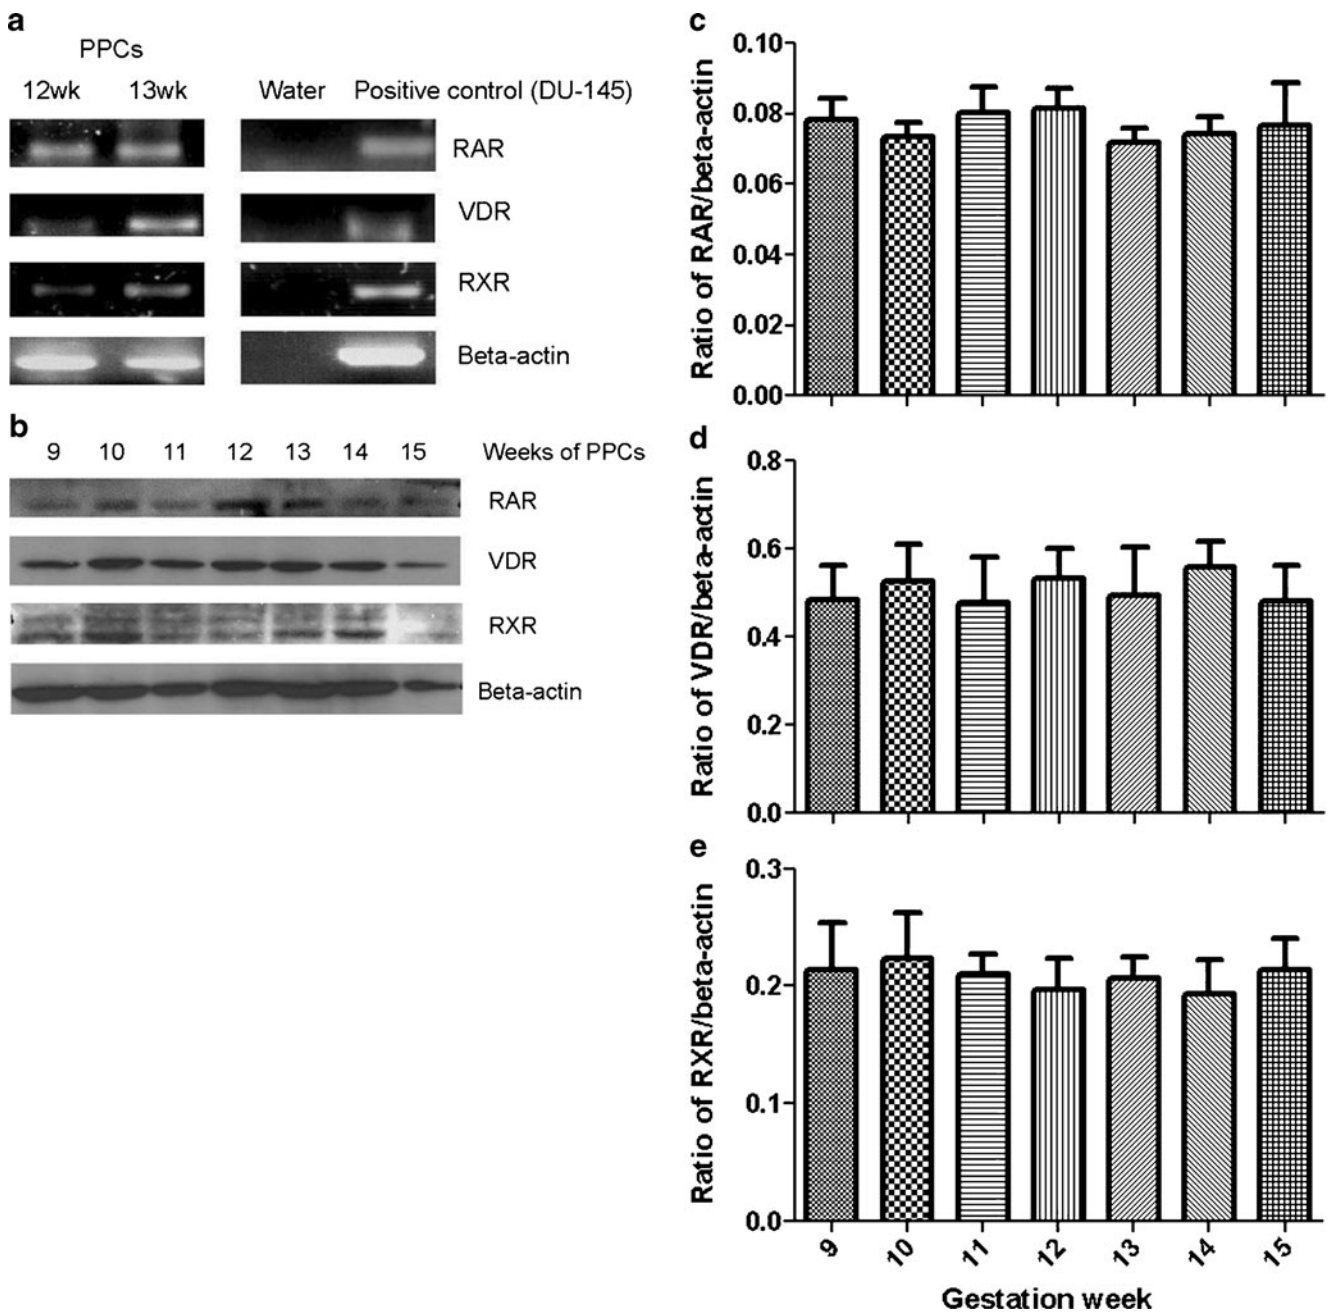 a
PPCs
12wk 13wk Water Positive control (DU-145)
RAR
VDR
RXR
Beta-actin
b
9 10 11 12 13 14 15 Weeks of PPCs
RAR
VDR
RXR
Beta-actin
c
Ratio of RAR/beta-actin
0.10
0.08
0.06
0.04
0.02
0.00
d
Ratio of VDR/beta-actin
0.8
0.6
0.4
0.2
0.0
e
Ratio of RXR/beta-actin
0.3
0.2
0.1
0.0
9 10 11 12 13 14 15
Gestation week